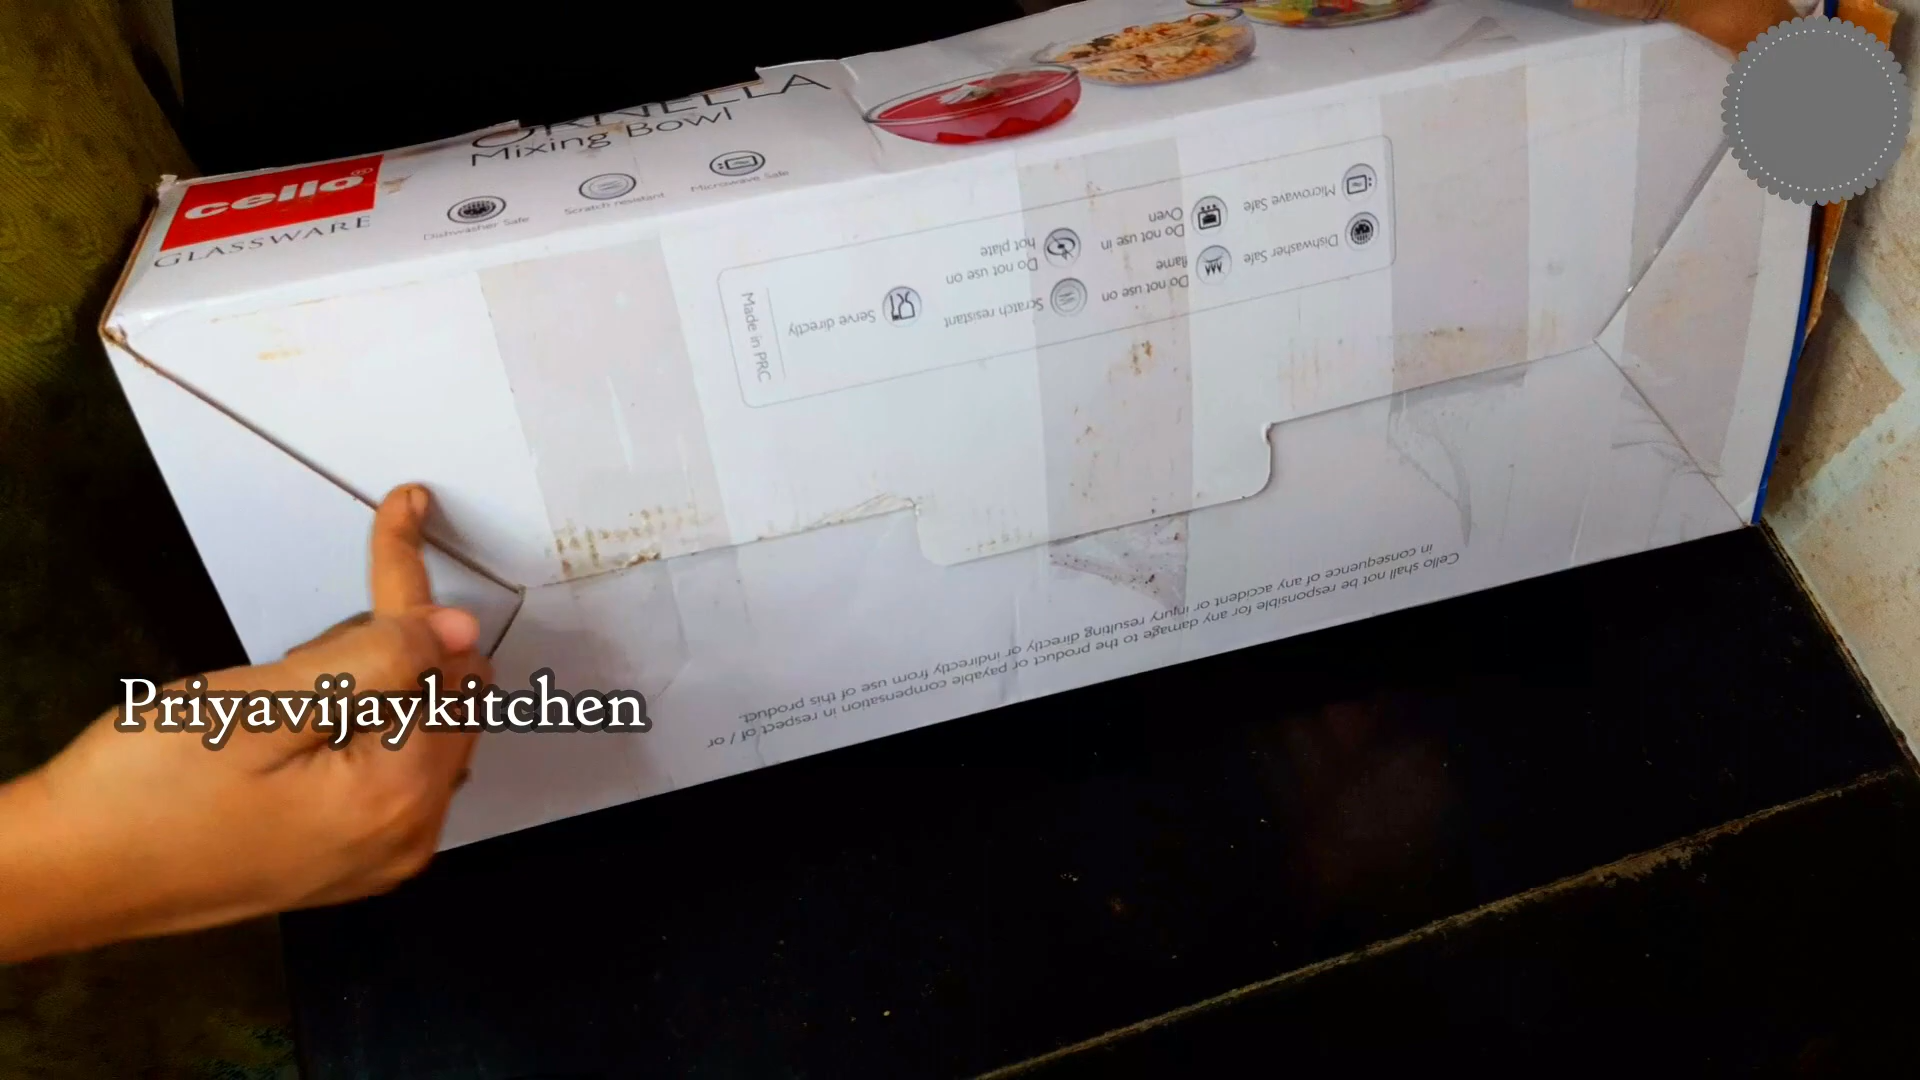 ORNELLA
Mixing Bowl
cello®
GLASSWARE
Dishwasher Safe
Scratch resistant
Microwave Safe
Microwave Safe
Dishwasher Safe
Do not use in
Oven
Do not use on
flame
Do not use on
hot plate
Scratch resistant
Serve directly
Made in PRC
Cello shall not be responsible for any damage to the product or payable compensation in respect of / or
in consequence of any accident or injury resulting directly or indirectly from use of this product.
Priyavijaykitchen